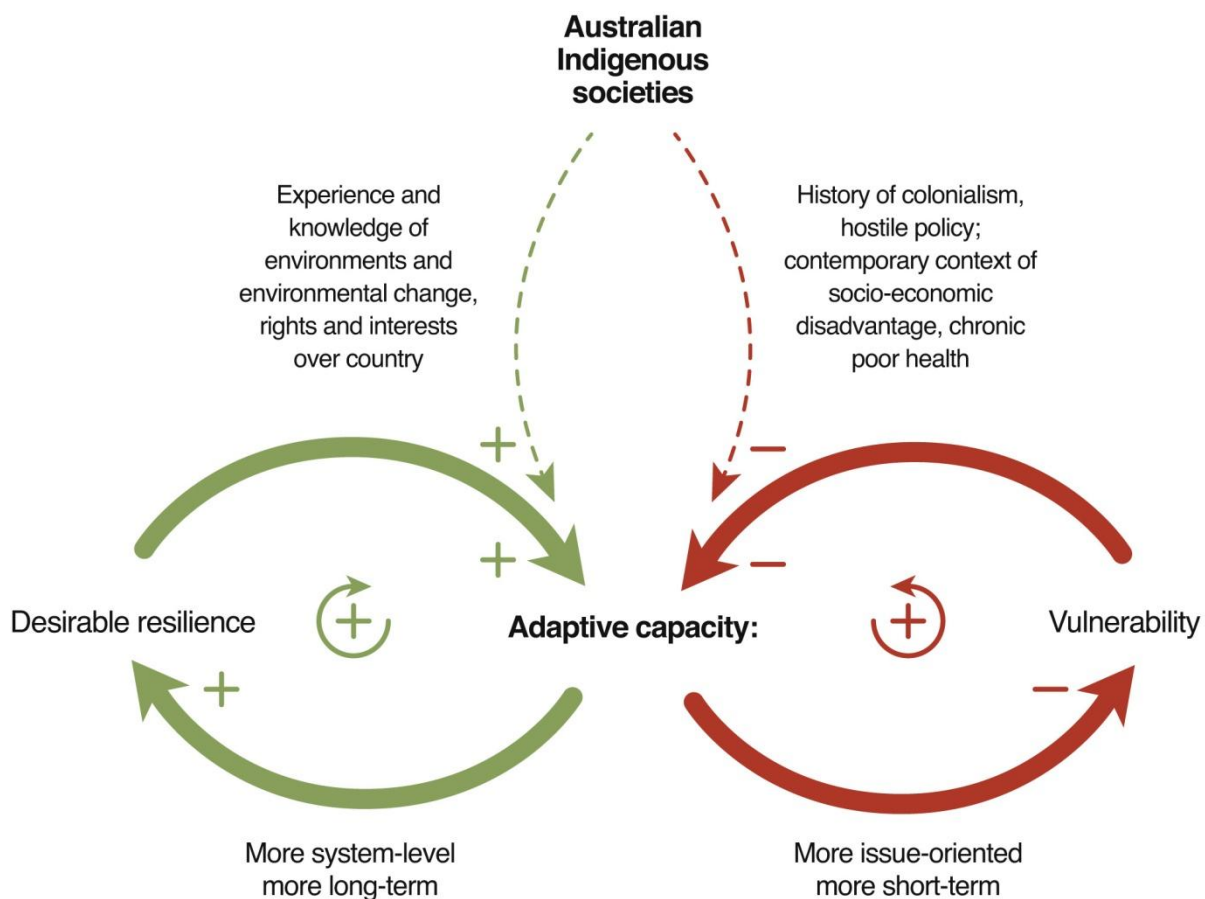 Australian
Indigenous
societies
Experience and
knowledge of
environments and
environmental change,
rights and interests
over country
History of colonialism,
hostile policy;
contemporary context of
socio-economic
disadvantage, chronic
poor health
+
−
+
−
Desirable resilience
+
Adaptive capacity:
+
Vulnerability
+
−
More system-level
more long-term
More issue-oriented
more short-term